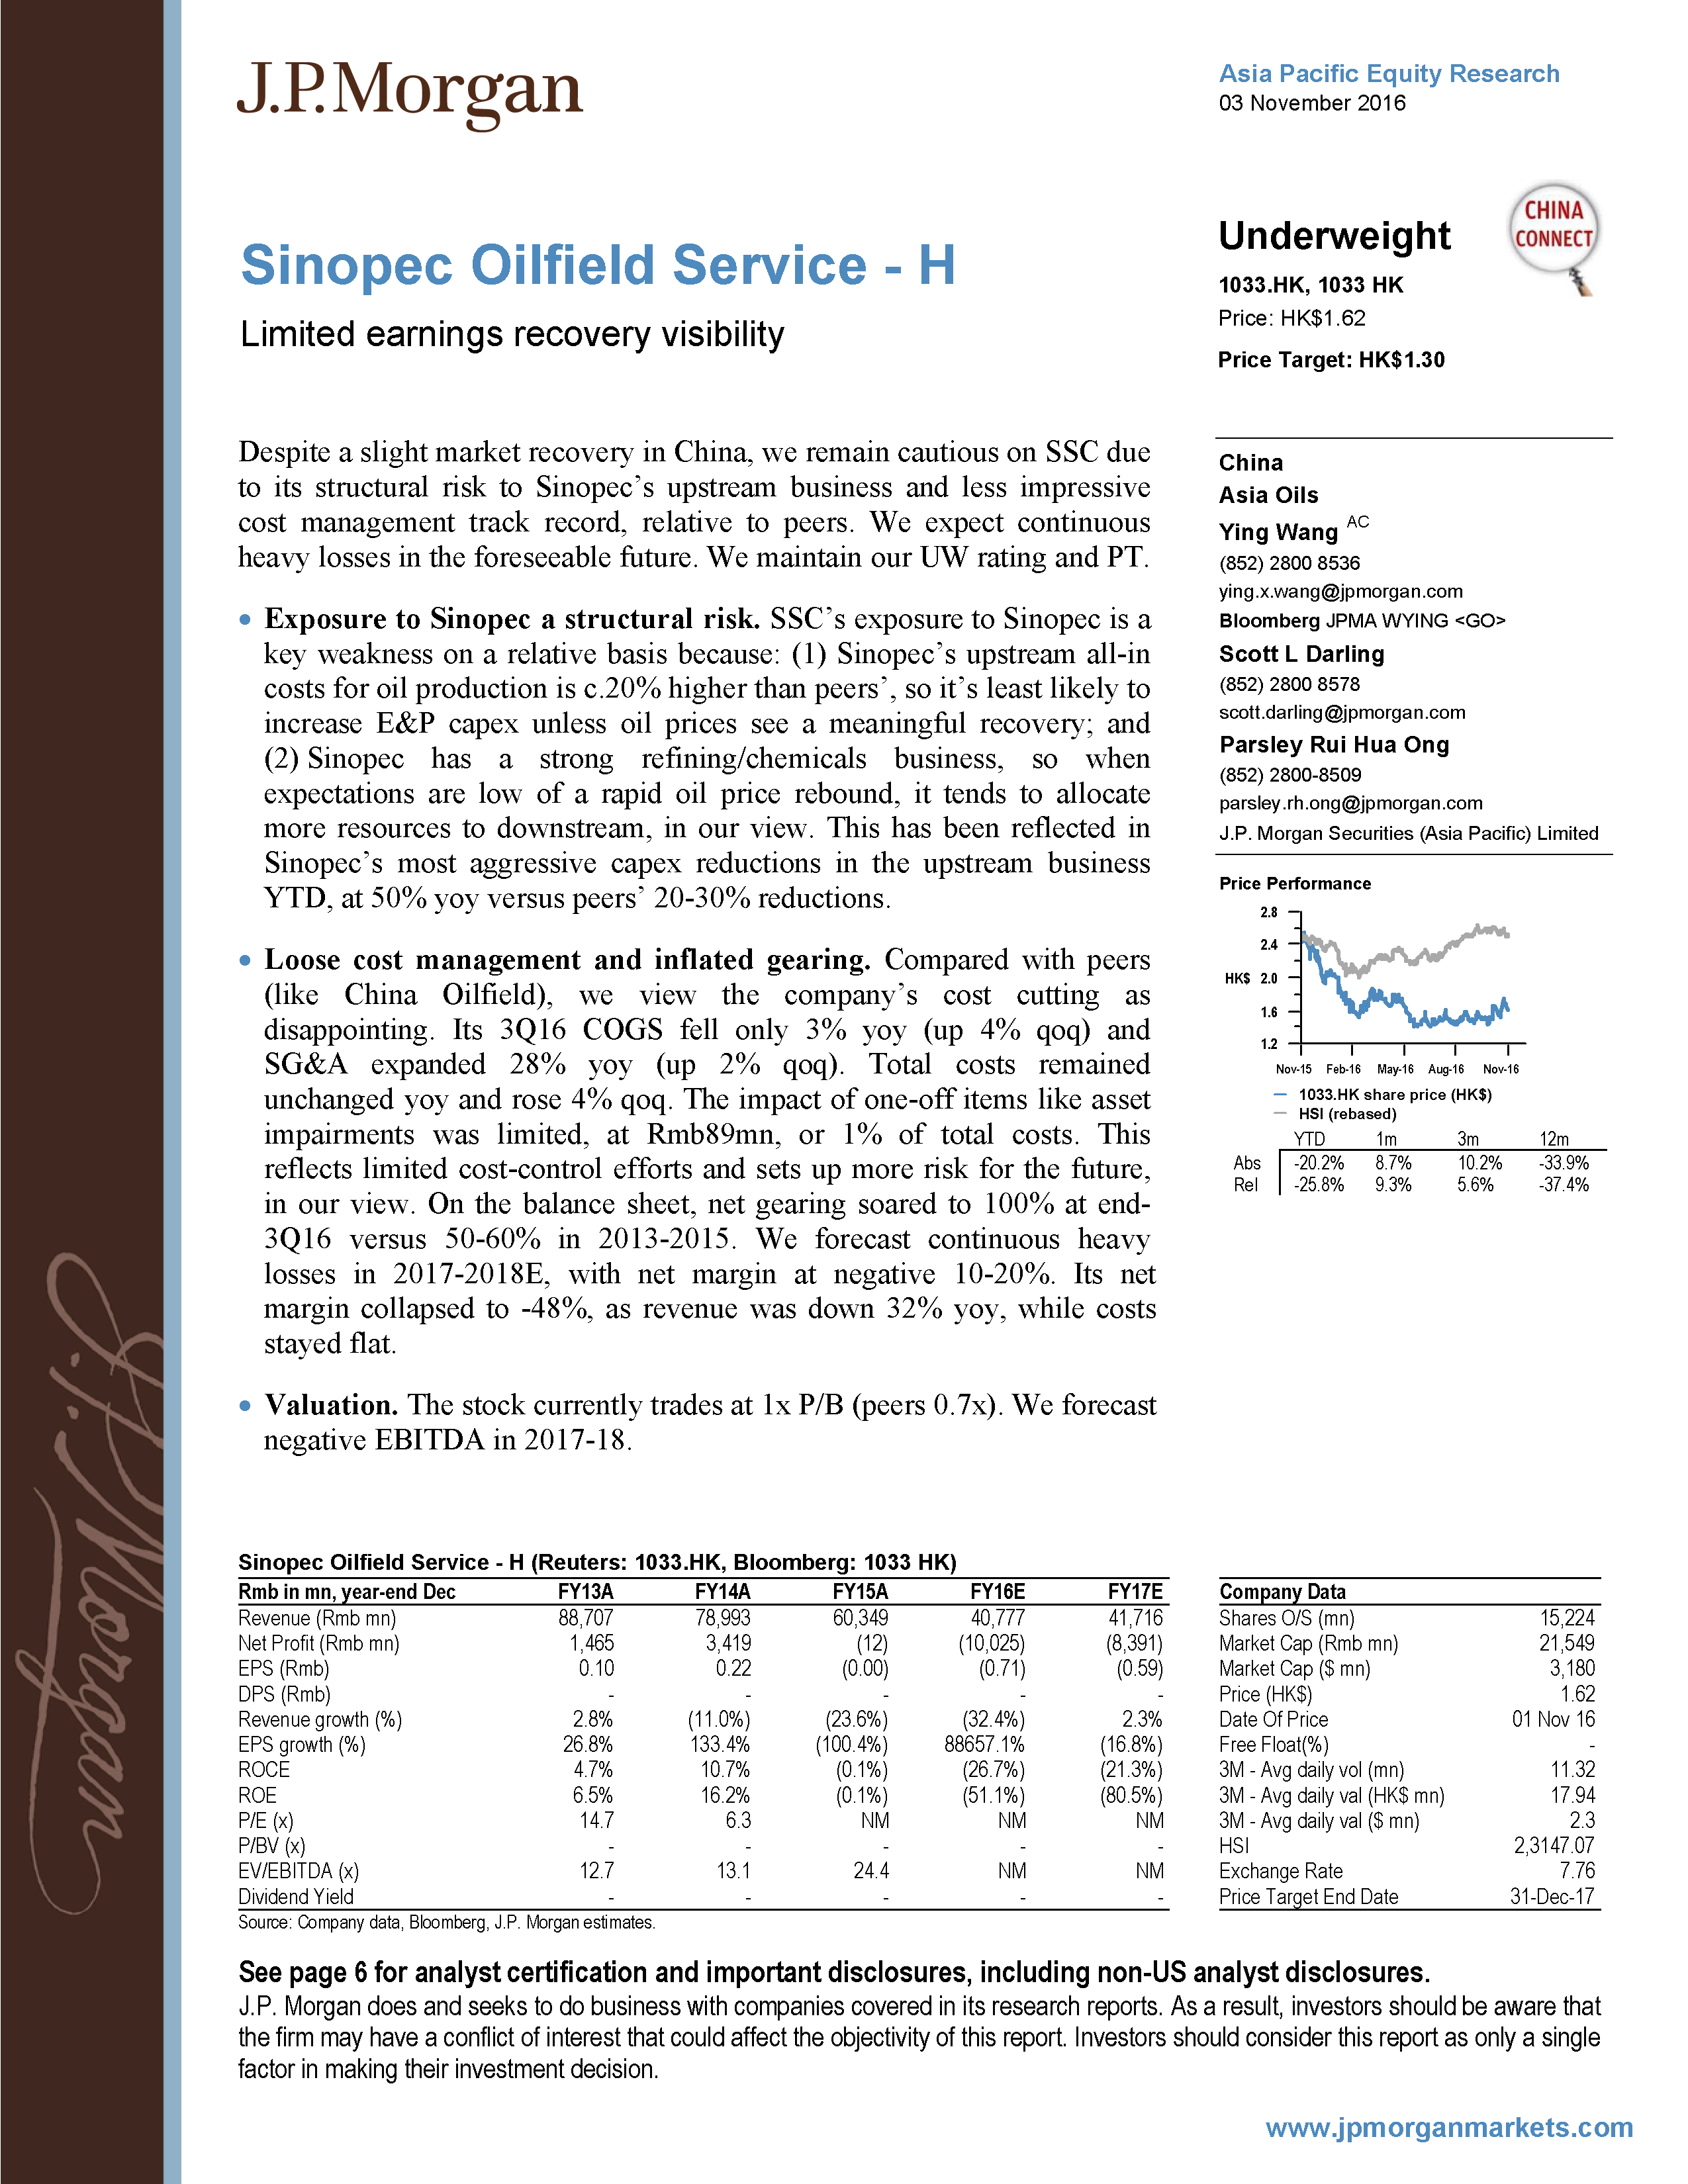 J.P.Morgan
Asia Pacific Equity Research
03 November 2016
Sinopec Oilfield Service - H
Limited earnings recovery visibility
Underweight
1033.HK, 1033 HK
Price: HK$1.62
Price Target: HK$1.30
CHINA
CONNECT
Despite a slight market recovery in China, we remain cautious on SSC due
to its structural risk to Sinopec’s upstream business and less impressive
cost management track record, relative to peers. We expect continuous
heavy losses in the foreseeable future. We maintain our UW rating and PT.
• Exposure to Sinopec a structural risk. SSC’s exposure to Sinopec is a
key weakness on a relative basis because: (1) Sinopec’s upstream all-in
costs for oil production is c.20% higher than peers’, so it’s least likely to
increase E&P capex unless oil prices see a meaningful recovery; and
(2) Sinopec has a strong refining/chemicals business, so when
expectations are low of a rapid oil price rebound, it tends to allocate
more resources to downstream, in our view. This has been reflected in
Sinopec’s most aggressive capex reductions in the upstream business
YTD, at 50% yoy versus peers’ 20-30% reductions.
• Loose cost management and inflated gearing. Compared with peers
(like China Oilfield), we view the company’s cost cutting as
disappointing. Its 3Q16 COGS fell only 3% yoy (up 4% qoq) and
SG&A expanded 28% yoy (up 2% qoq). Total costs remained
unchanged yoy and rose 4% qoq. The impact of one-off items like asset
impairments was limited, at Rmb89mn, or 1% of total costs. This
reflects limited cost-control efforts and sets up more risk for the future,
in our view. On the balance sheet, net gearing soared to 100% at end-
3Q16 versus 50-60% in 2013-2015. We forecast continuous heavy
losses in 2017-2018E, with net margin at negative 10-20%. Its net
margin collapsed to -48%, as revenue was down 32% yoy, while costs
stayed flat.
• Valuation. The stock currently trades at 1x P/B (peers 0.7x). We forecast
negative EBITDA in 2017-18.
China
Asia Oils
Ying Wang AC
(852) 2800 8536
ying.x.wang@jpmorgan.com
Bloomberg JPMA WYING <GO>
Scott L Darling
(852) 2800 8578
scott.darling@jpmorgan.com
Parsley Rui Hua Ong
(852) 2800-8509
parsley.rh.ong@jpmorgan.com
J.P. Morgan Securities (Asia Pacific) Limited
Price Performance
2.8
2.4
HK$ 2.0
1.6
1.2
Nov-15 Feb-16 May-16 Aug-16 Nov-16
1033.HK share price (HK$)
HSI (rebased)
YTD 1m 3m 12m
Abs -20.2% 8.7% 10.2% -33.9%
Rel -25.8% 9.3% 5.6% -37.4%
Sinopec Oilfield Service - H (Reuters: 1033.HK, Bloomberg: 1033 HK)
Rmb in mn, year-end Dec FY13A FY14A FY15A FY16E FY17E
Revenue (Rmb mn) 88,707 78,993 60,349 40,777 41,716
Net Profit (Rmb mn) 1,465 3,419 (12) (10,025) (8,391)
EPS (Rmb) 0.10 0.22 (0.00) (0.71) (0.59)
DPS (Rmb) - - - - -
Revenue growth (%) 2.8% (11.0%) (23.6%) (32.4%) 2.3%
EPS growth (%) 26.8% 133.4% (100.4%) 88657.1% (16.8%)
ROCE 4.7% 10.7% (0.1%) (26.7%) (21.3%)
ROE 6.5% 16.2% (0.1%) (51.1%) (80.5%)
P/E (x) 14.7 6.3 NM NM NM
P/BV (x) - - - - -
EV/EBITDA (x) 12.7 13.1 24.4 NM NM
Dividend Yield - - - - -
Source: Company data, Bloomberg, J.P. Morgan estimates.
Company Data
Shares O/S (mn) 15,224
Market Cap (Rmb mn) 21,549
Market Cap ($ mn) 3,180
Price (HK$) 1.62
Date Of Price 01 Nov 16
Free Float(%) -
3M - Avg daily vol (mn) 11.32
3M - Avg daily val (HK$ mn) 17.94
3M - Avg daily val ($ mn) 2.3
HSI 2,3147.07
Exchange Rate 7.76
Price Target End Date 31-Dec-17
See page 6 for analyst certification and important disclosures, including non-US analyst disclosures.
J.P. Morgan does and seeks to do business with companies covered in its research reports. As a result, investors should be aware that
the firm may have a conflict of interest that could affect the objectivity of this report. Investors should consider this report as only a single
factor in making their investment decision.
www.jpmorganmarkets.com
J.P. Morgan